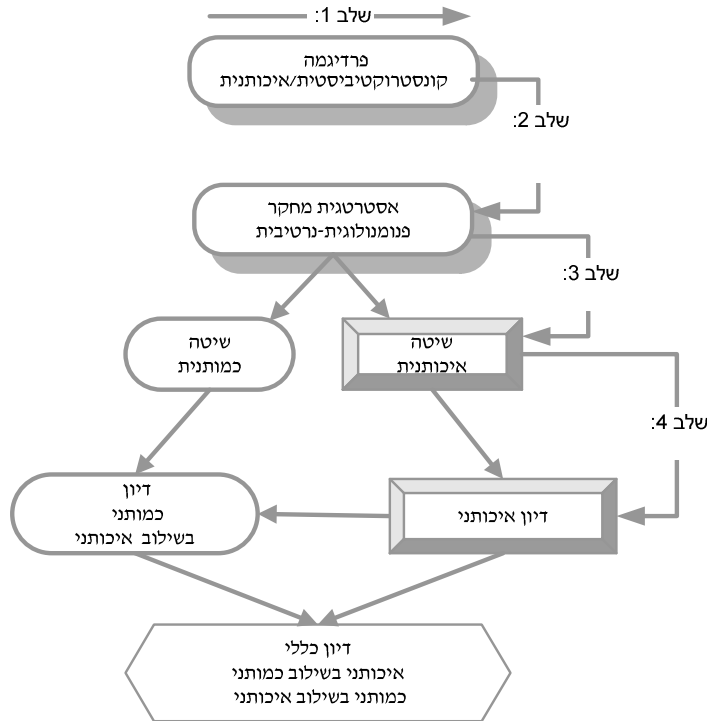 שלב 1:
פרדיגמה
קונסטרוקטיביסטית/איכותנית
שלב 2:
אסטרטגית מחקר
פנומנולוגית-נרטיבית
שלב 3:
שיטה
איכותנית
שיטה
כמותנית
שלב 4:
דיון איכותני
דיון
כמותני
בשילוב איכותני
דיון כללי
איכותני בשילוב כמותני
כמותני בשילוב איכותני